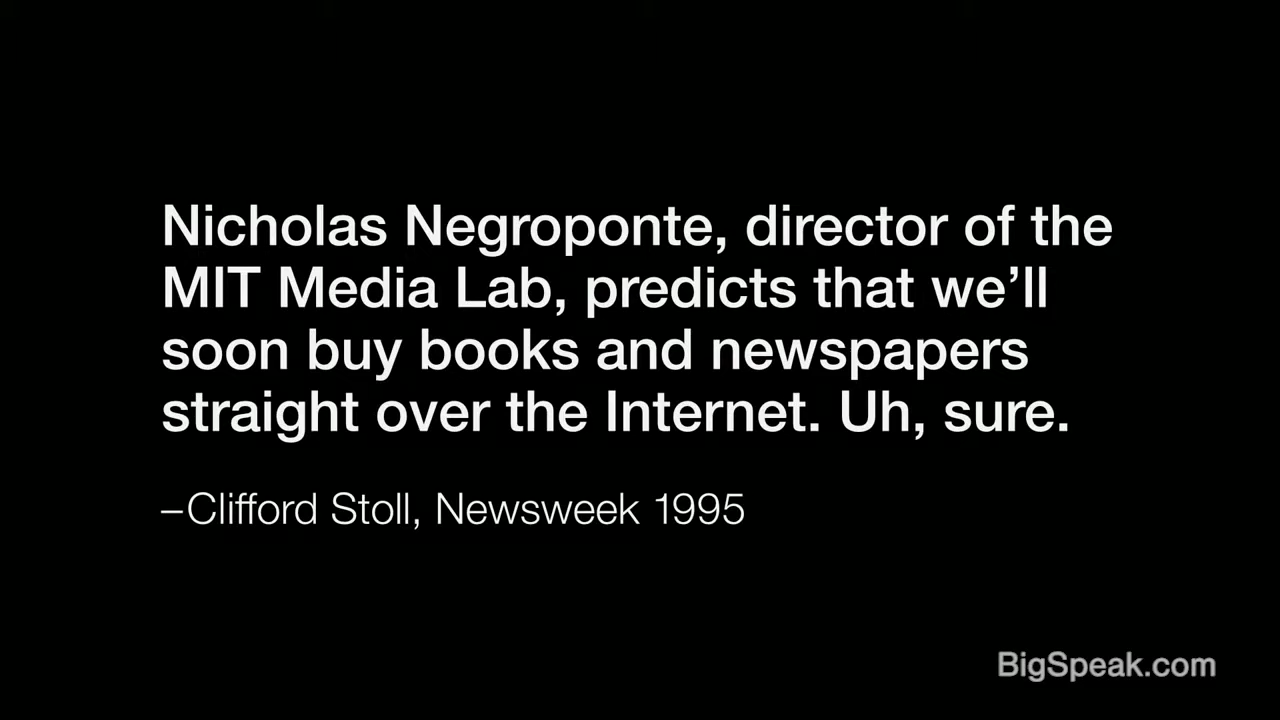 Nicholas Negroponte, director of the
MIT Media Lab, predicts that we’ll
soon buy books and newspapers
straight over the Internet. Uh, sure.
–Clifford Stoll, Newsweek 1995
BigSpeak.com